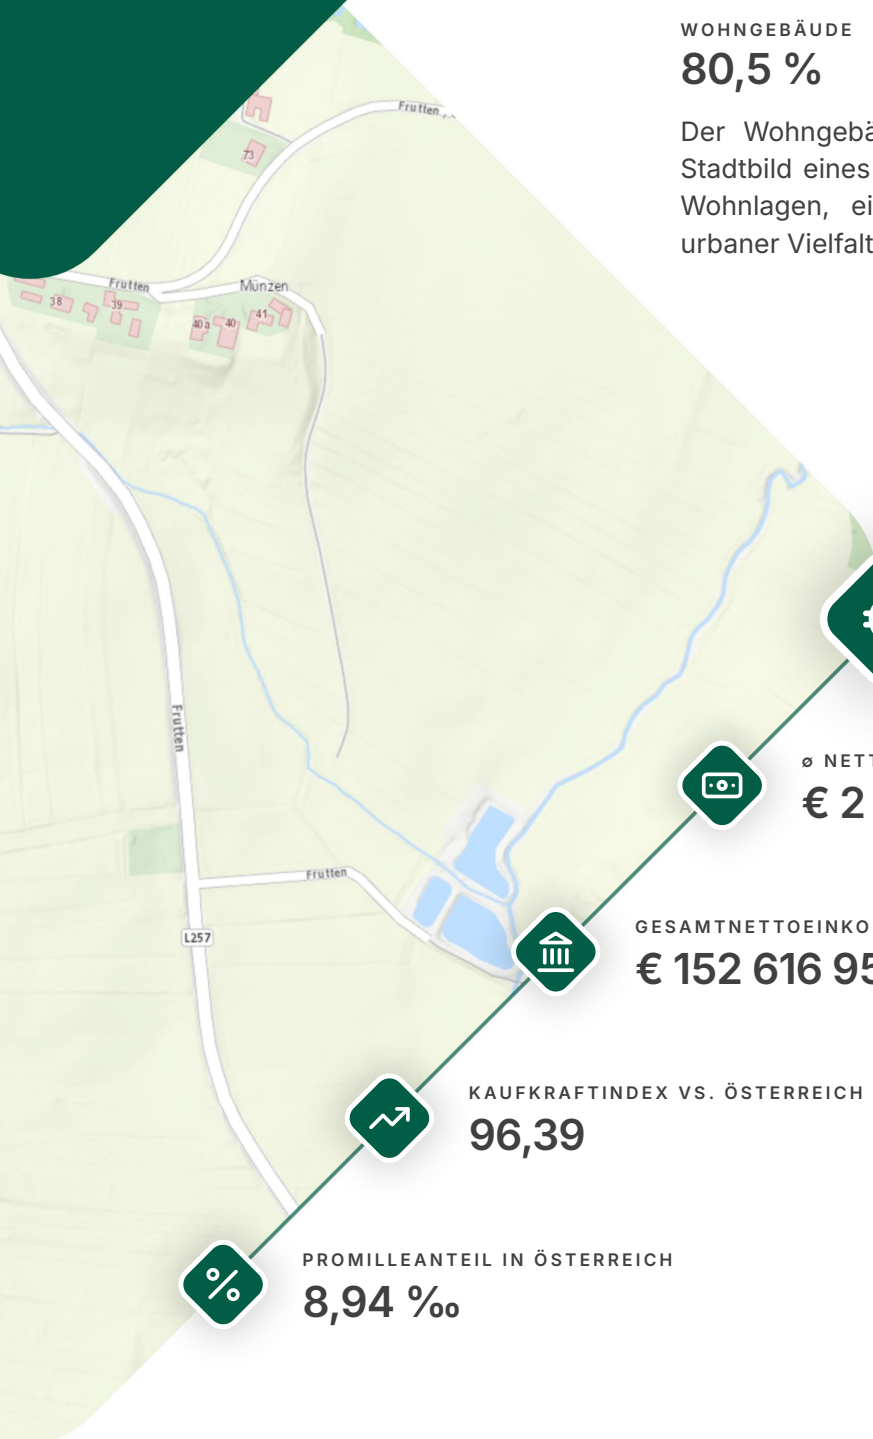 WOHNGEBÄUDE
80,5 %
Der Wohngebä
Stadtbild eines
Wohnlagen, ei
urbaner Vielfalt
Frutten
73
Frutten
Münzen
38
39
40a
40
41
Frutten
Frutten
L257
ø NETT
€ 2
GESAMTNETTOEINKO
€ 152 616 95
KAUFKRAFTINDEX VS. ÖSTERREICH
96,39
PROMILLEANTEIL IN ÖSTERREICH
8,94 ‰